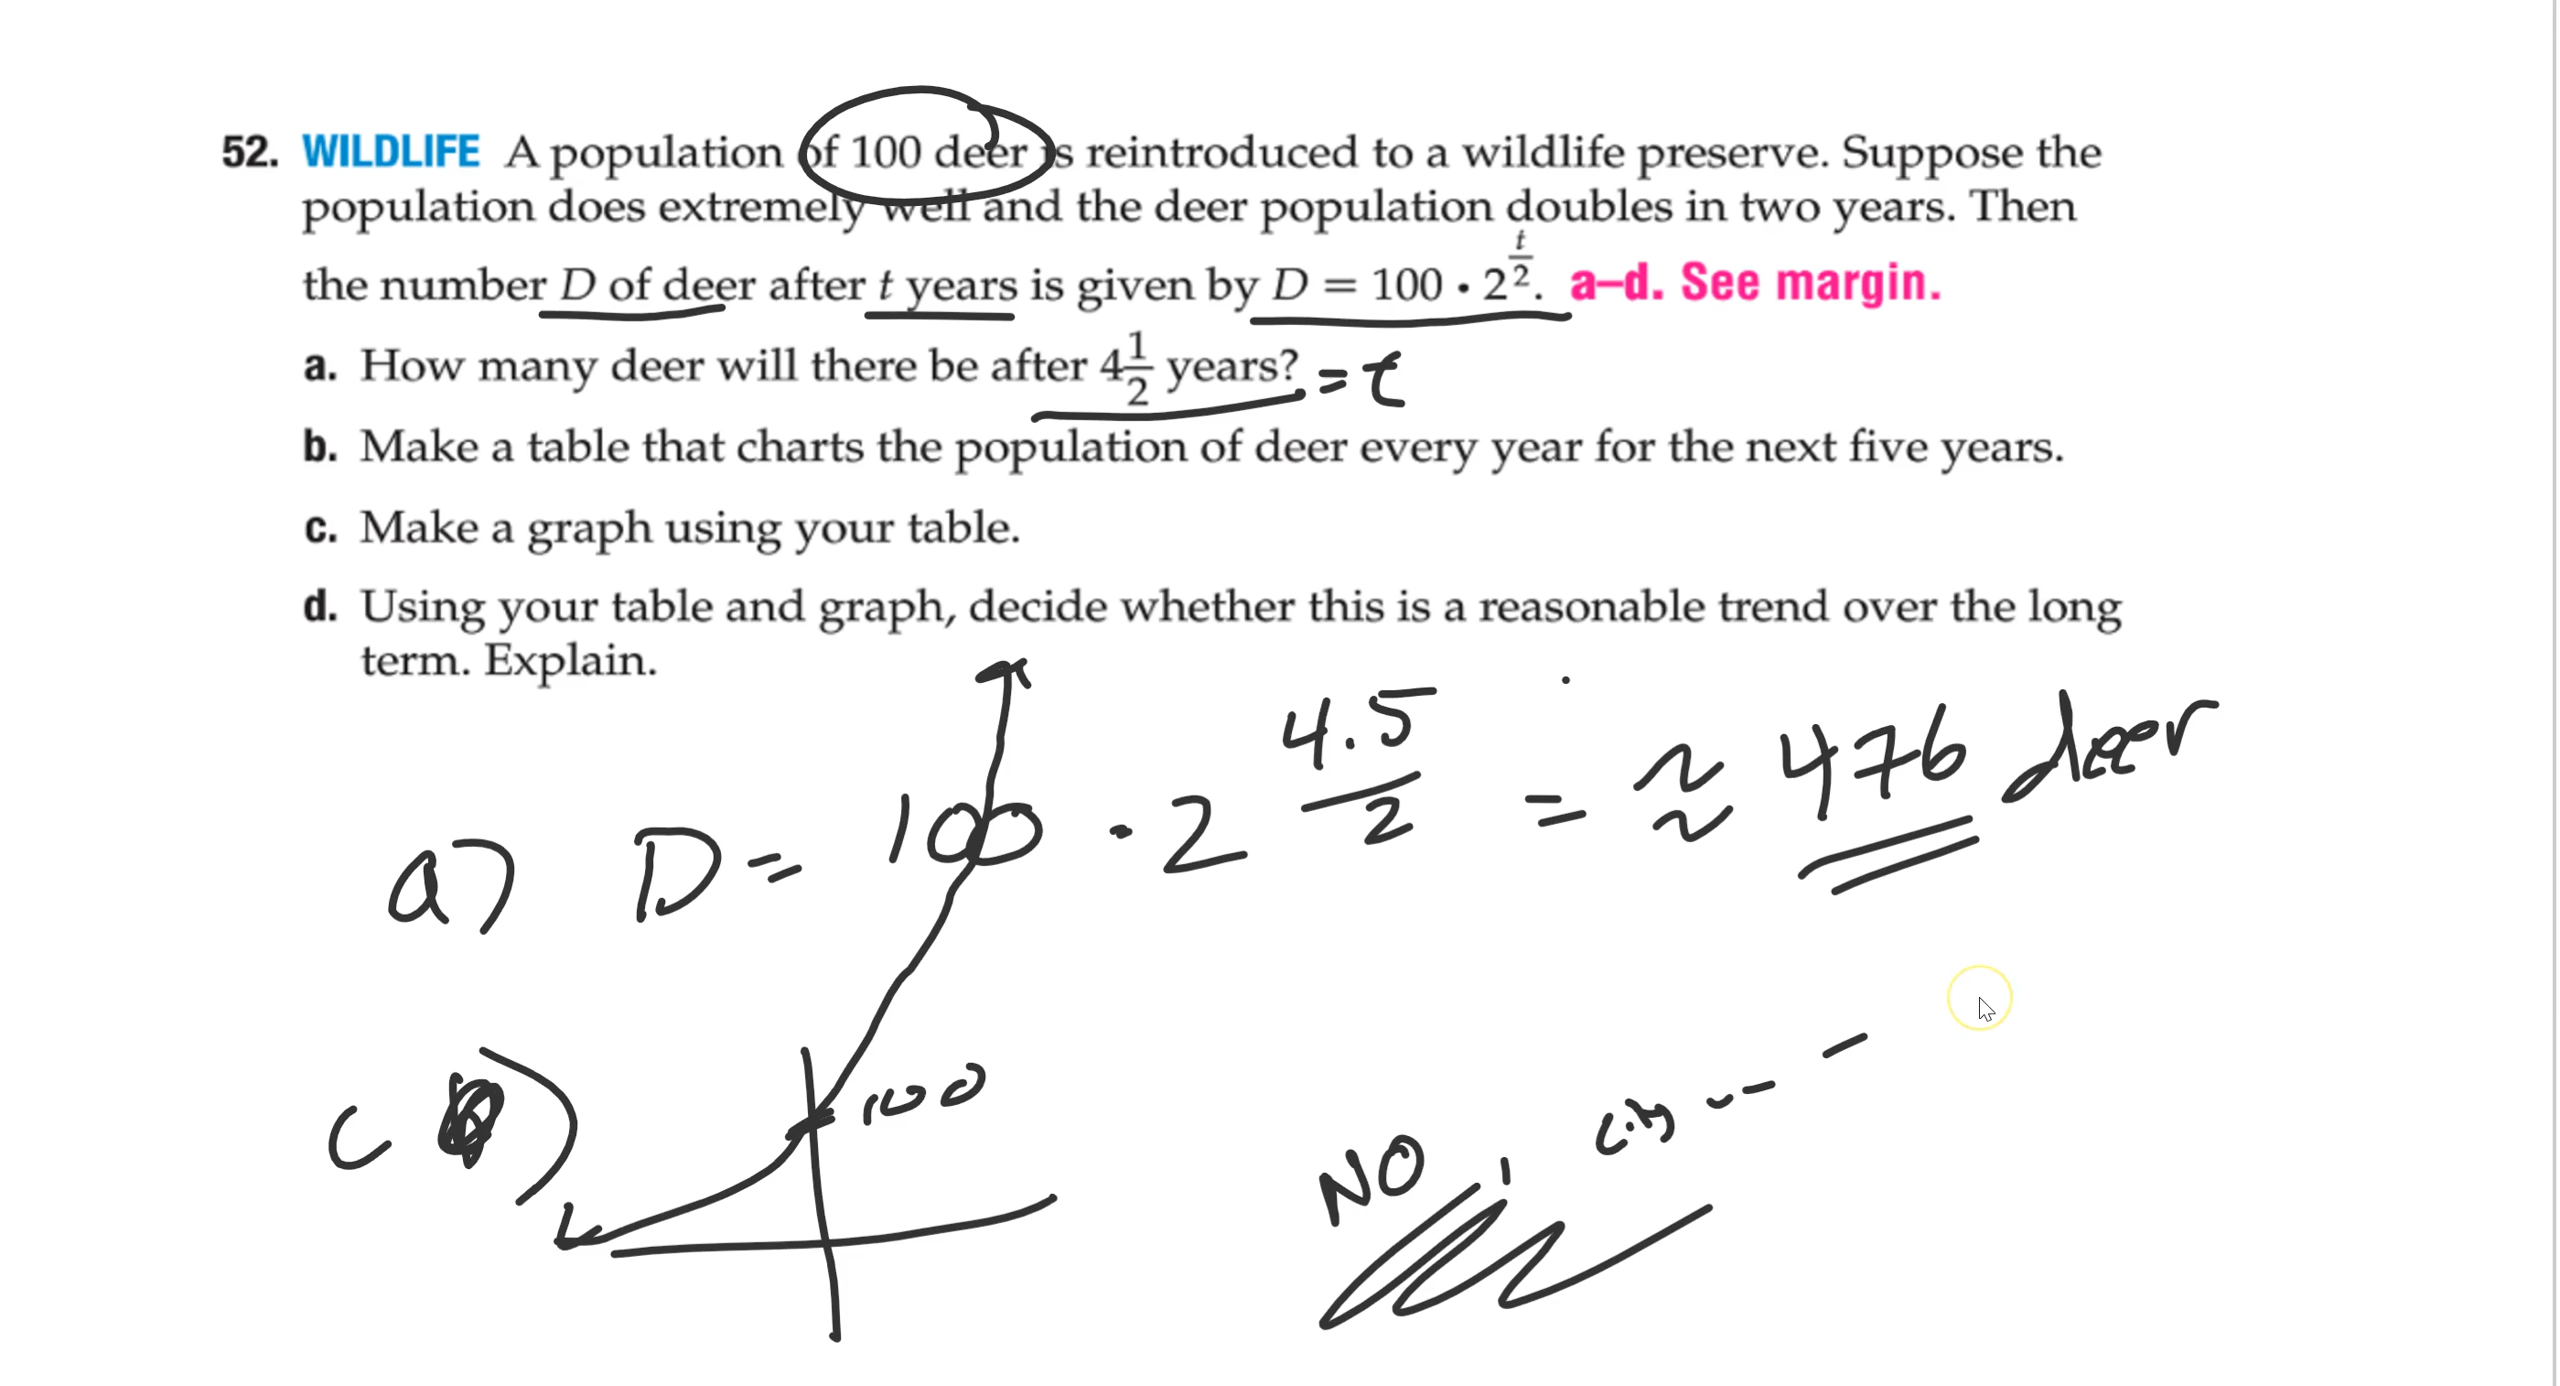 52. WILDLIFE A population of 100 deer is reintroduced to a wildlife preserve. Suppose the
population does extremely well and the deer population doubles in two years. Then
the number D of deer after t years is given by D = 100 • 2^(t/2). a–d. See margin.
a. How many deer will there be after 4 1/2 years? = t
b. Make a table that charts the population of deer every year for the next five years.
c. Make a graph using your table.
d. Using your table and graph, decide whether this is a reasonable trend over the long
term. Explain.
a) D = 100 · 2^(4.5/2) = ≈ 476 deer
c )
100
NO,